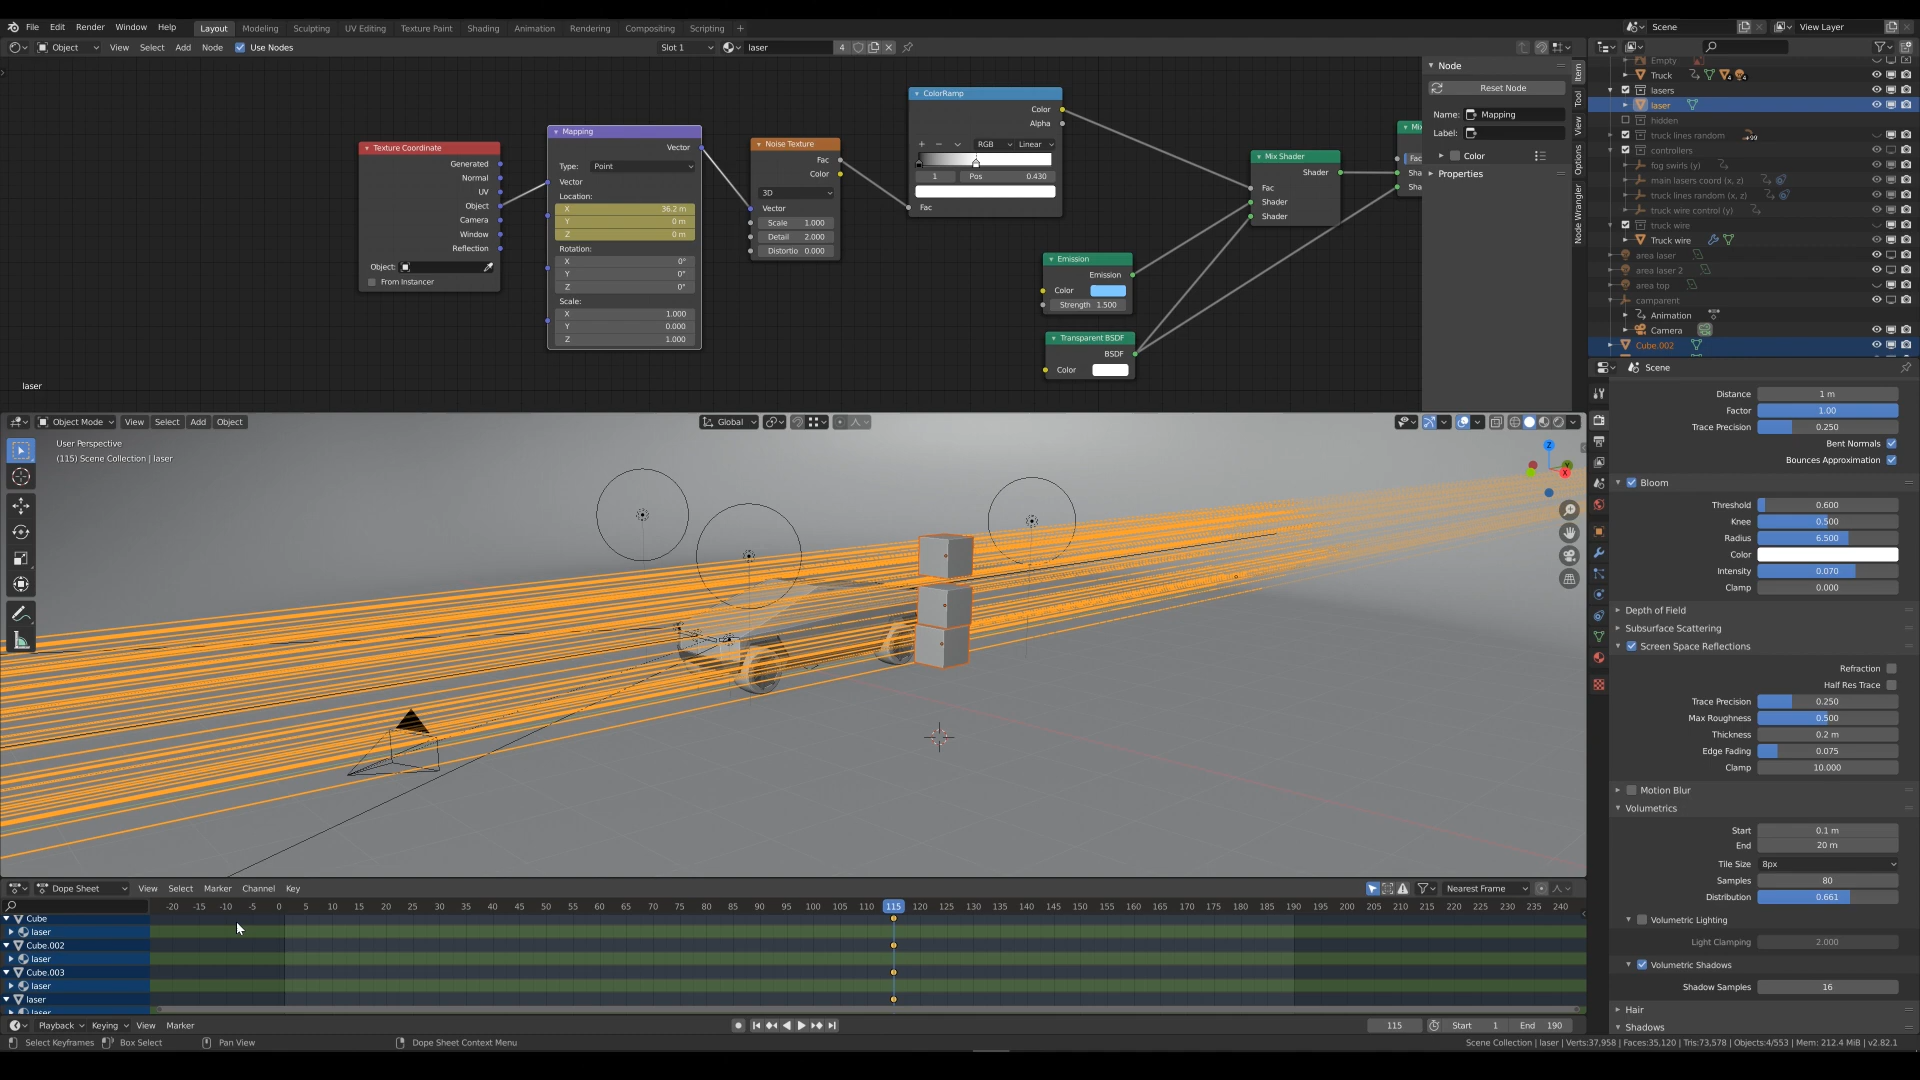 File Edit Render Window Help Layout Modeling Sculpting UV Editing Texture Paint Shading Animation Rendering Compositing Scripting + Scene View Layer
Object View Select Add Node Use Nodes Slot 1 laser 4
Texture Coordinate
Generated
Normal
UV
Object
Camera
Window
Reflection
Object:
From Instancer
Mapping
Vector
Type: Point
Vector
Location:
X 36.2 m
Y 0 m
Z 0 m
Rotation:
X 0°
Y 0°
Z 0°
Scale:
X 1.000
Y 0.000
Z 1.000
Noise Texture
Fac
Color
3D
Vector
Scale 1.000
Detail 2.000
Distortio 0.000
ColorRamp
Color
Alpha
+ − RGB Linear
1 Pos 0.430
Fac
Emission
Emission
Color
Strength 1.500
Transparent BSDF
BSDF
Color
Mix Shader
Shader
Fac
Shader
Shader
Mix
Fac
Sha
Sha
laser
Node
Reset Node
Name: Mapping
Label:
Color
Properties
Item
Tool
View
Options
Node Wrangler
Empty
Truck 4 4
lasers
laser
hidden
truck lines random +99
controllers
fog swirls (y)
main lasers coord (x, z)
truck lines random (x, z)
truck wire control (y)
truck wire
Truck wire
area laser
area laser 2
area top
camparent
Animation
Camera
Cube.002
Object Mode View Select Add Object Global
User Perspective
(115) Scene Collection | laser
Z
Y
X
Scene
Distance 1 m
Factor 1.00
Trace Precision 0.250
Bent Normals
Bounces Approximation
Bloom
Threshold 0.600
Knee 0.500
Radius 6.500
Color
Intensity 0.070
Clamp 0.000
Depth of Field
Subsurface Scattering
Screen Space Reflections
Refraction
Half Res Trace
Trace Precision 0.250
Max Roughness 0.500
Thickness 0.2 m
Edge Fading 0.075
Clamp 10.000
Motion Blur
Volumetrics
Start 0.1 m
End 20 m
Tile Size 8px
Samples 80
Distribution 0.661
Volumetric Lighting
Light Clamping 2.000
Volumetric Shadows
Shadow Samples 16
Hair
Shadows
Dope Sheet View Select Marker Channel Key Nearest Frame
-20 -15 -10 -5 0 5 10 15 20 25 30 35 40 45 50 55 60 65 70 75 80 85 90 95 100 105 110 115 120 125 130 135 140 145 150 155 160 165 170 175 180 185 190 195 200 205 210 215 220 225 230 235 240
Cube
laser
Cube.002
laser
Cube.003
laser
laser
laser
Playback Keying View Marker 115 Start 1 End 190
Select Keyframes Box Select Pan View Dope Sheet Context Menu Scene Collection | laser | Verts:37,958 | Faces:35,120 | Tris:73,578 | Objects:4/553 | Mem: 212.4 MiB | v2.82.1